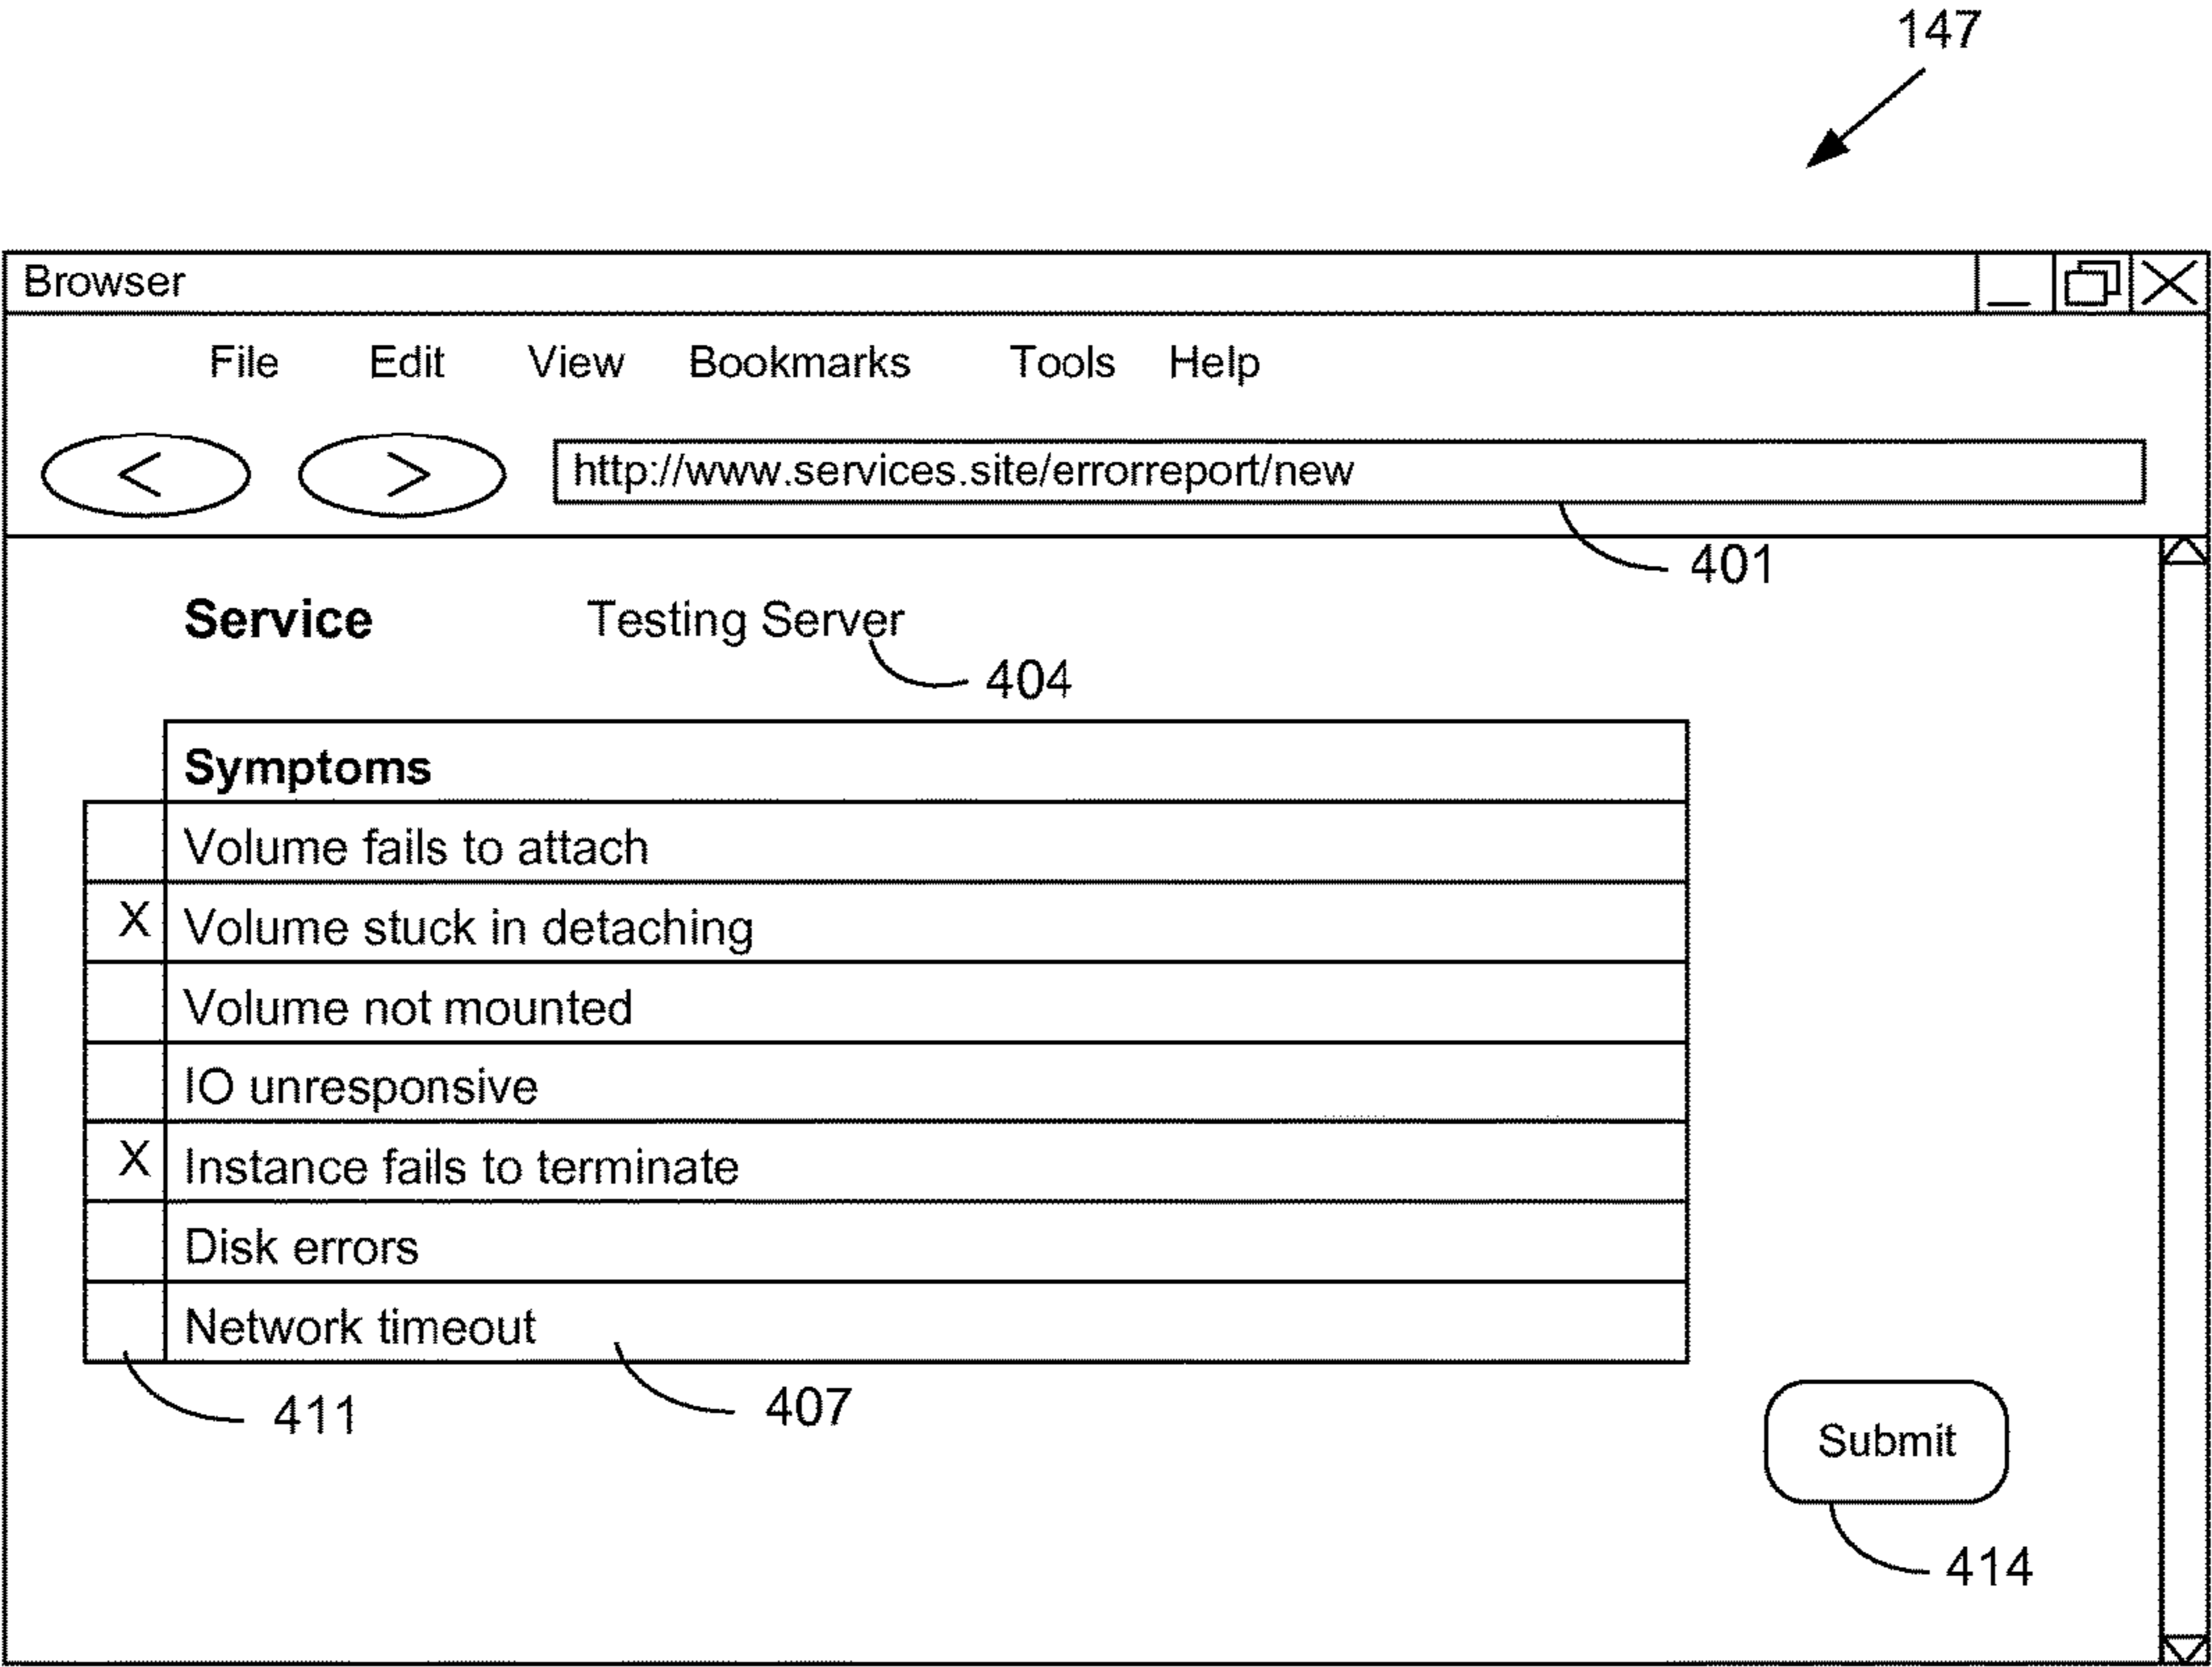 147
Browser
File Edit View Bookmarks Tools Help
< > http://www.services.site/errorreport/new
401
Service Testing Server
404
Symptoms
Volume fails to attach
X Volume stuck in detaching
Volume not mounted
IO unresponsive
X Instance fails to terminate
Disk errors
Network timeout
411 407
Submit
414